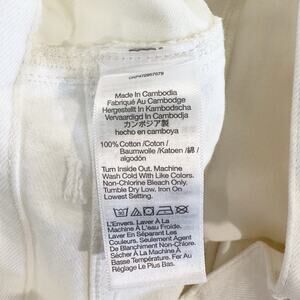 Made In Cambodia
Fabriqué Au Cambodge
Hergestellt In Kambodscha
Vervaardigd In Cambodja
カンボジア製
hecho en camboya
100% Cotton /Coton /
Baumwolle /Katoen /綿 /
algodón
Turn Inside Out, Machine
Wash Cold With Like Colors.
Non-Chlorine Bleach Only.
Tumble Dry Low, Iron On
Lowest Setting.
À L'Envers, Laver À La
Machine À L'Eau Froide.
Laver En Séparant Les
Couleurs. Seulement Agent
De Blanchiment Non-Chloré.
Sécher À La Machine À
Basse Température. Fer Au
Réglage Le Plus Bas.